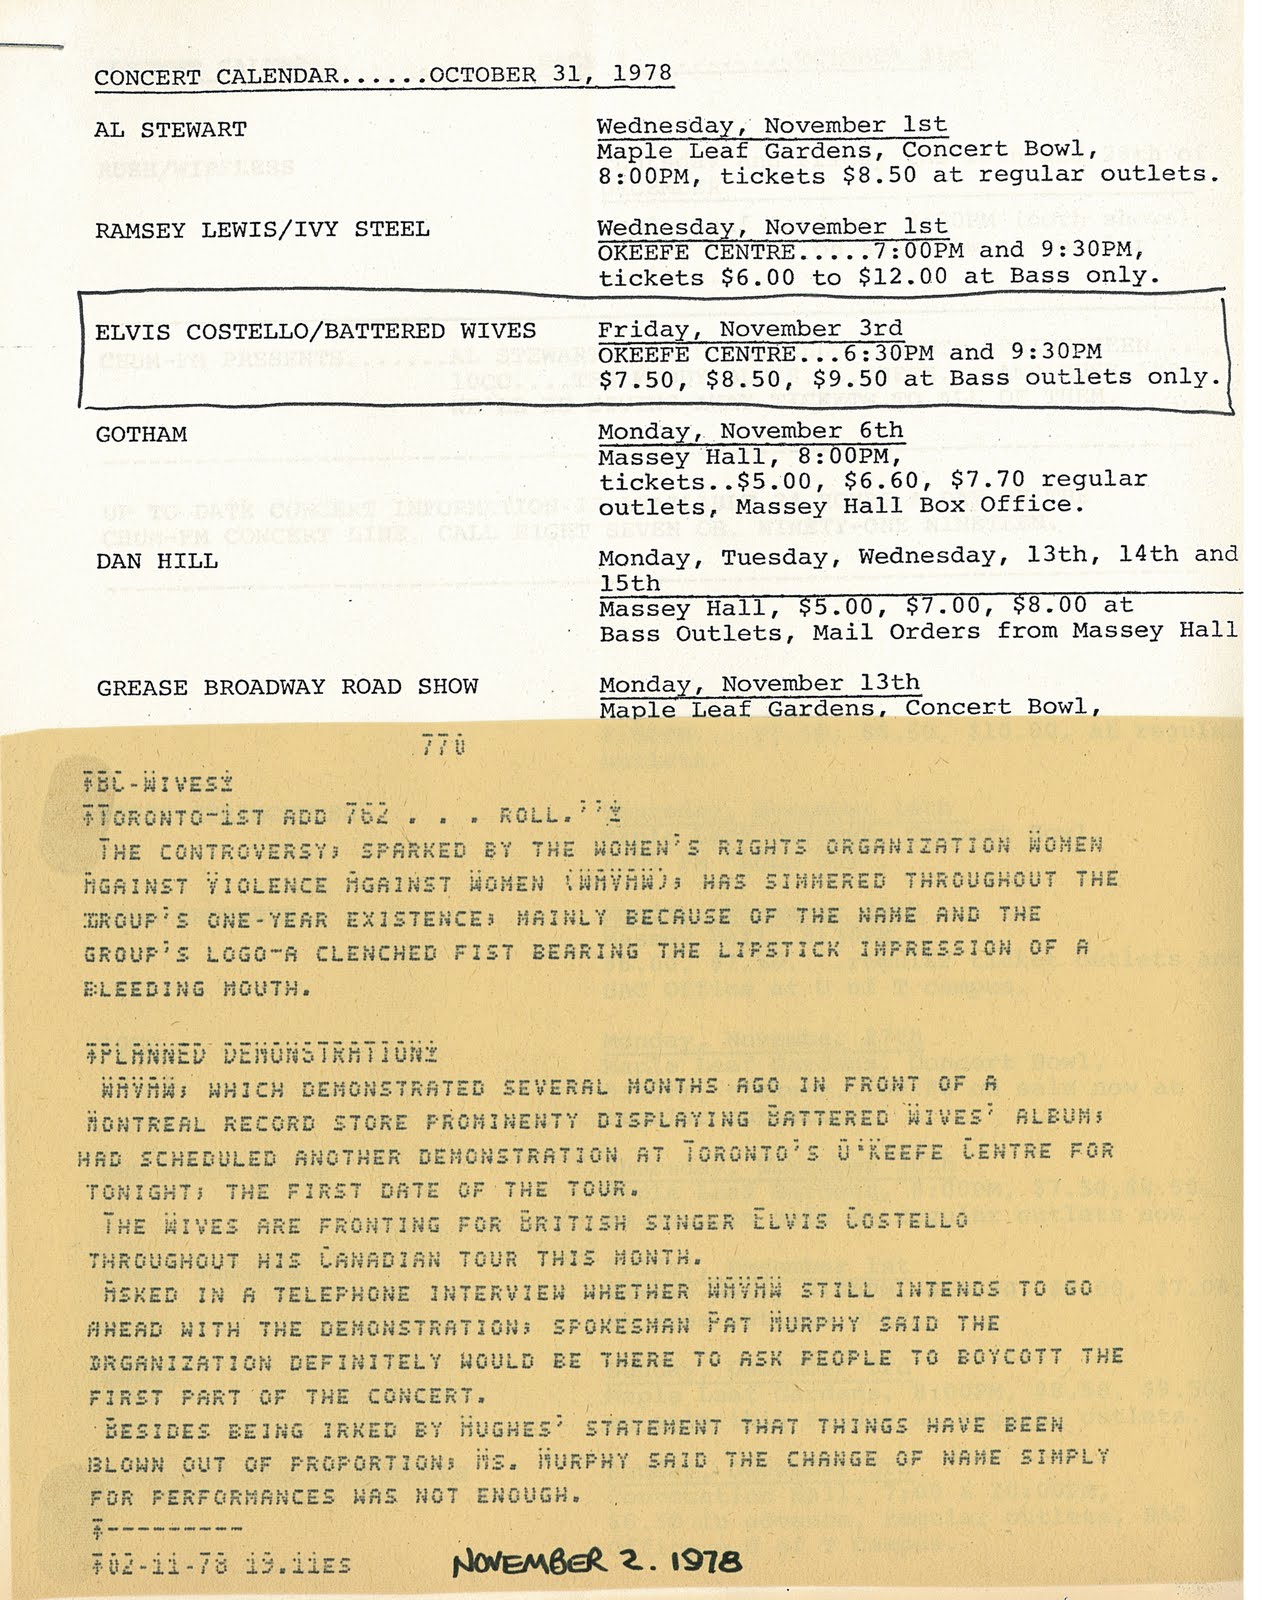 CONCERT CALENDAR......OCTOBER 31, 1978
AL STEWART
Wednesday, November 1st
Maple Leaf Gardens, Concert Bowl,
8:00PM, tickets $8.50 at regular outlets.
RAMSEY LEWIS/IVY STEEL
Wednesday, November 1st
OKEEFE CENTRE.....7:00PM and 9:30PM,
tickets $6.00 to $12.00 at Bass only.
ELVIS COSTELLO/BATTERED WIVES
Friday, November 3rd
OKEEFE CENTRE...6:30PM and 9:30PM
$7.50, $8.50, $9.50 at Bass outlets only.
GOTHAM
Monday, November 6th
Massey Hall, 8:00PM,
tickets..$5.00, $6.60, $7.70 regular
outlets, Massey Hall Box Office.
DAN HILL
Monday, Tuesday, Wednesday, 13th, 14th and
15th
Massey Hall, $5.00, $7.00, $8.00 at
Bass Outlets, Mail Orders from Massey Hall
GREASE BROADWAY ROAD SHOW
Monday, November 13th
Maple Leaf Gardens, Concert Bowl,
770
BC-WIVES
TORONTO-1ST ADD 762 . . . ROLL.''
THE CONTROVERSY; SPARKED BY THE WOMEN'S RIGHTS ORGANIZATION WOMEN
AGAINST VIOLENCE AGAINST WOMEN (WAVAW); HAS SIMMERED THROUGHOUT THE
GROUP'S ONE-YEAR EXISTENCE; MAINLY BECAUSE OF THE NAME AND THE
GROUP'S LOGO-A CLENCHED FIST BEARING THE LIPSTICK IMPRESSION OF A
BLEEDING MOUTH.
PLANNED DEMONSTRATION
WAVAW; WHICH DEMONSTRATED SEVERAL MONTHS AGO IN FRONT OF A
MONTREAL RECORD STORE PROMINENTY DISPLAYING BATTERED WIVES' ALBUM;
HAD SCHEDULED ANOTHER DEMONSTRATION AT TORONTO'S O'KEEFE CENTRE FOR
TONIGHT; THE FIRST DATE OF THE TOUR.
THE WIVES ARE FRONTING FOR BRITISH SINGER ELVIS COSTELLO
THROUGHOUT HIS CANADIAN TOUR THIS MONTH.
ASKED IN A TELEPHONE INTERVIEW WHETHER WAVAW STILL INTENDS TO GO
AHEAD WITH THE DEMONSTRATION; SPOKESMAN PAT MURPHY SAID THE
ORGANIZATION DEFINITELY WOULD BE THERE TO ASK PEOPLE TO BOYCOTT THE
FIRST PART OF THE CONCERT.
BESIDES BEING IRKED BY HUGHES' STATEMENT THAT THINGS HAVE BEEN
BLOWN OUT OF PROPORTION; MS. MURPHY SAID THE CHANGE OF NAME SIMPLY
FOR PERFORMANCES WAS NOT ENOUGH.
---------
02-11-78 19.11ES
NOVEMBER 2. 1978